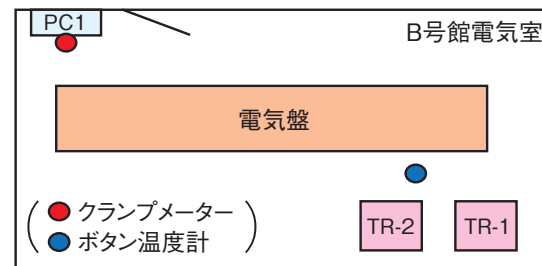 PC1
B号館電気室
電気盤
クランプメーター
ボタン温度計
TR-2
TR-1